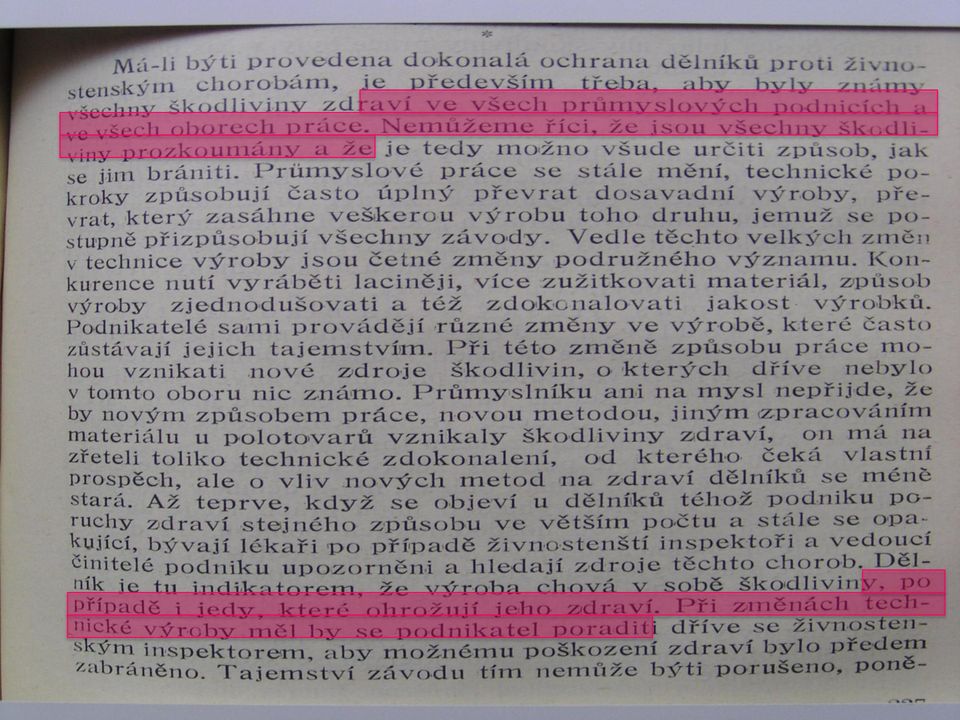 *
Má-li býti provedena dokonalá ochrana dělníků proti živno-
stenským chorobám, je především třeba, aby byly známy
všechny škodliviny zdraví ve všech průmyslových podnicích a
ve všech oborech práce. Nemůžeme říci, že jsou všechny škodli-
viny prozkoumány a že je tedy možno všude určiti způsob, jak
se jim brániti. Průmyslové práce se stále mění, technické po-
kroky způsobují často úplný převrat dosavadní výroby, pře-
vrat, který zasáhne veškerou výrobu toho druhu, jemuž se po-
stupně přizpůsobují všechny závody. Vedle těchto velkých změn
v technice výroby jsou četné změny podružného významu. Kon-
kurence nutí vyráběti laciněji, více zužitkovati materiál, způsob
výroby zjednodušovati a též zdokonalovati jakost výrobků.
Podnikatelé sami provádějí různé změny ve výrobě, které často
zůstávají jejich tajemstvím. Při této změně způsobu práce mo-
hou vznikati nové zdroje škodlivin, o kterých dříve nebylo
v tomto oboru nic známo. Průmyslníku ani na mysl nepřijde, že
by novým způsobem práce, novou metodou, jiným zpracováním
materiálu u polotovarů vznikaly škodliviny zdraví, on má na
zřeteli toliko technické zdokonalení, od kterého čeká vlastní
prospěch, ale o vliv nových metod na zdraví dělníků se méně
stará. Až teprve, když se objeví u dělníků téhož podniku po-
ruchy zdraví stejného způsobu ve větším počtu a stále se opa-
kující, bývají lékaři po případě živnostenští inspektoři a vedoucí
činitelé podniku upozorněni a hledají zdroje těchto chorob. Děl-
ník je tu indikatorem, že výroba chová v sobě škodliviny, po
případě i jedy, které ohrožují jeho zdraví. Při změnách tech-
nické výroby měl by se podnikatel poraditi dříve se živnosten-
ským inspektorem, aby možnému poškození zdraví bylo předem
zabráněno. Tajemství závodu tím nemůže býti porušeno, poně-